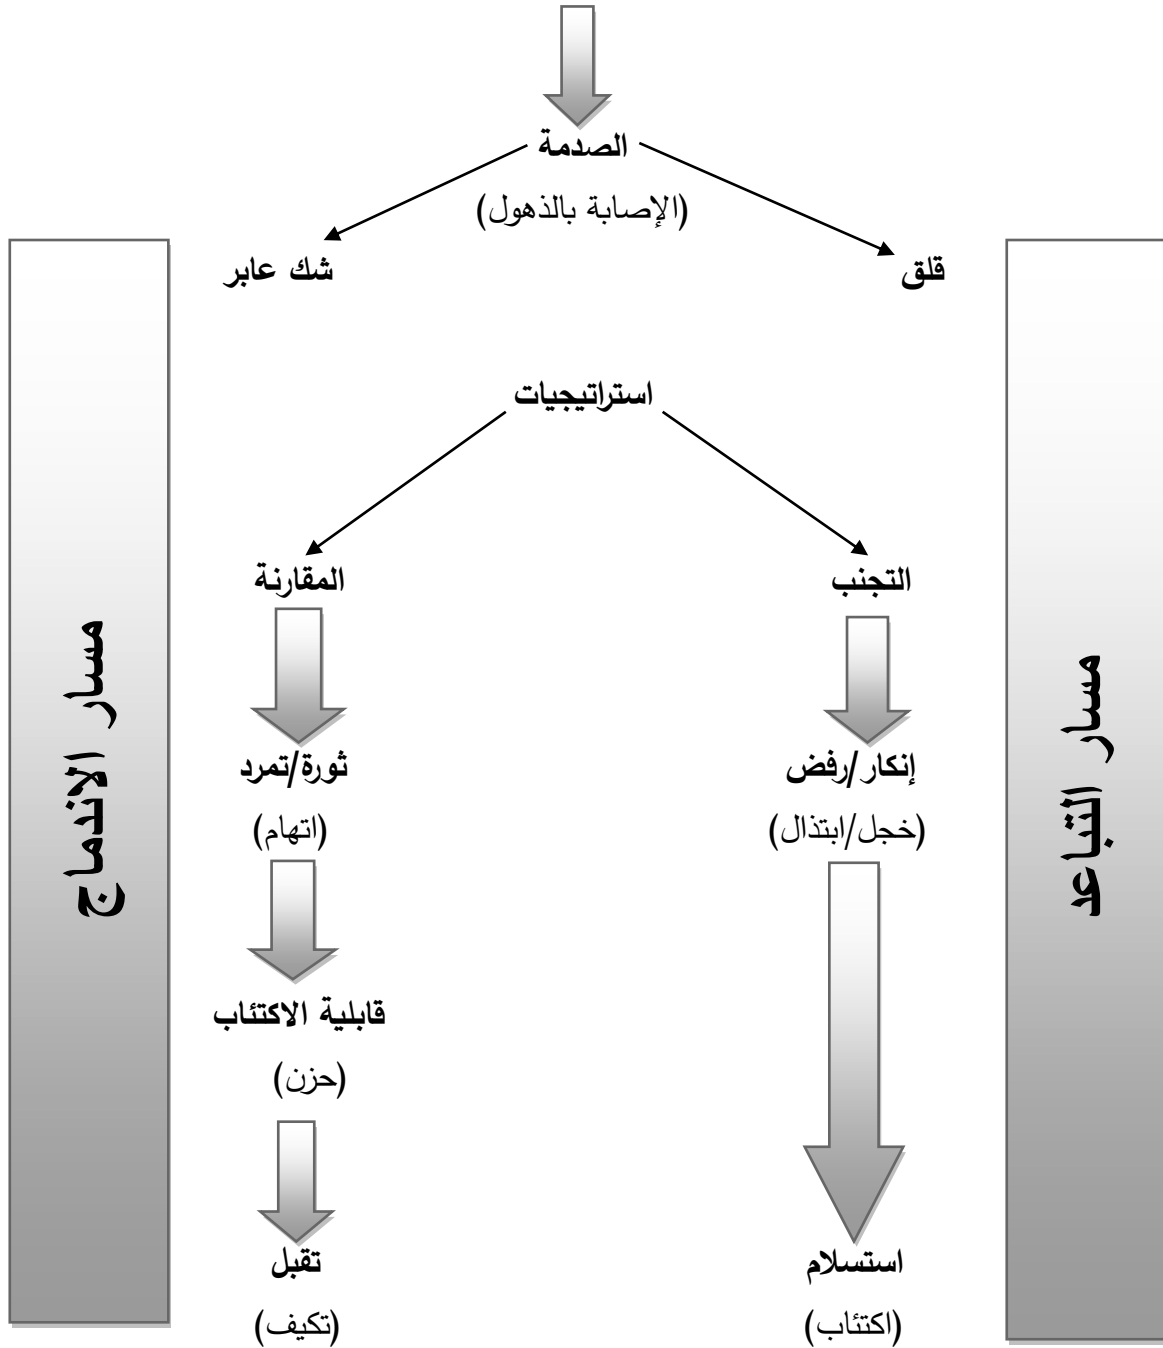 الصدمة
(الإصابة بالذهول)
قلق
شك عابر
استراتيجيات
التجنب
المقارنة
إنكار/رفض
ثورة/تمرد
(خجل/ابتذال)
(اتهام)
قابلية الاكتئاب
(حزن)
استسلام
تقبل
(اكتئاب)
(تكيف)
مسار التباعد
مسار الاندماج